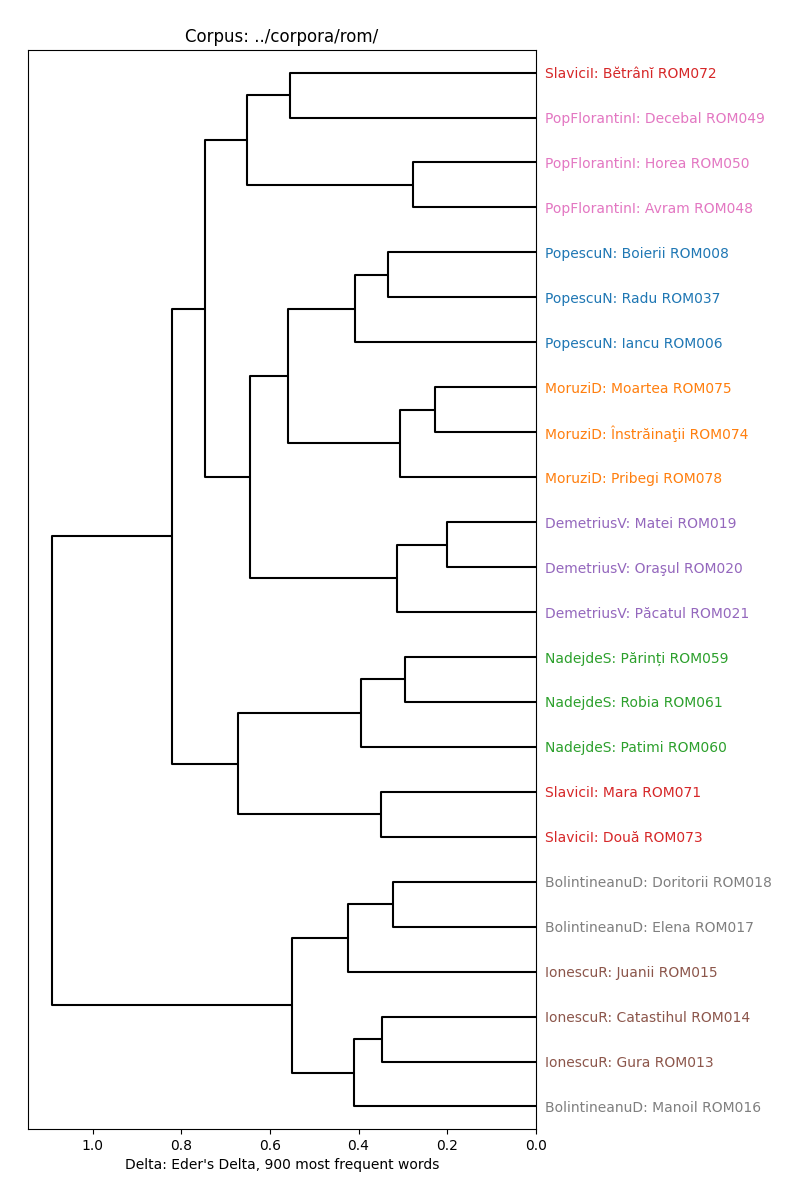 Corpus: ../corpora/rom/
SlaviciI: Bĕtrânĭ ROM072
PopFlorantinI: Decebal ROM049
PopFlorantinI: Horea ROM050
PopFlorantinI: Avram ROM048
PopescuN: Boierii ROM008
PopescuN: Radu ROM037
PopescuN: Iancu ROM006
MoruziD: Moartea ROM075
MoruziD: Înstrăinaţii ROM074
MoruziD: Pribegi ROM078
DemetriusV: Matei ROM019
DemetriusV: Oraşul ROM020
DemetriusV: Păcatul ROM021
NadejdeS: Părinți ROM059
NadejdeS: Robia ROM061
NadejdeS: Patimi ROM060
SlaviciI: Mara ROM071
SlaviciI: Două ROM073
BolintineanuD: Doritorii ROM018
BolintineanuD: Elena ROM017
IonescuR: Juanii ROM015
IonescuR: Catastihul ROM014
IonescuR: Gura ROM013
BolintineanuD: Manoil ROM016
1.0 0.8 0.6 0.4 0.2 0.0
Delta: Eder's Delta, 900 most frequent words